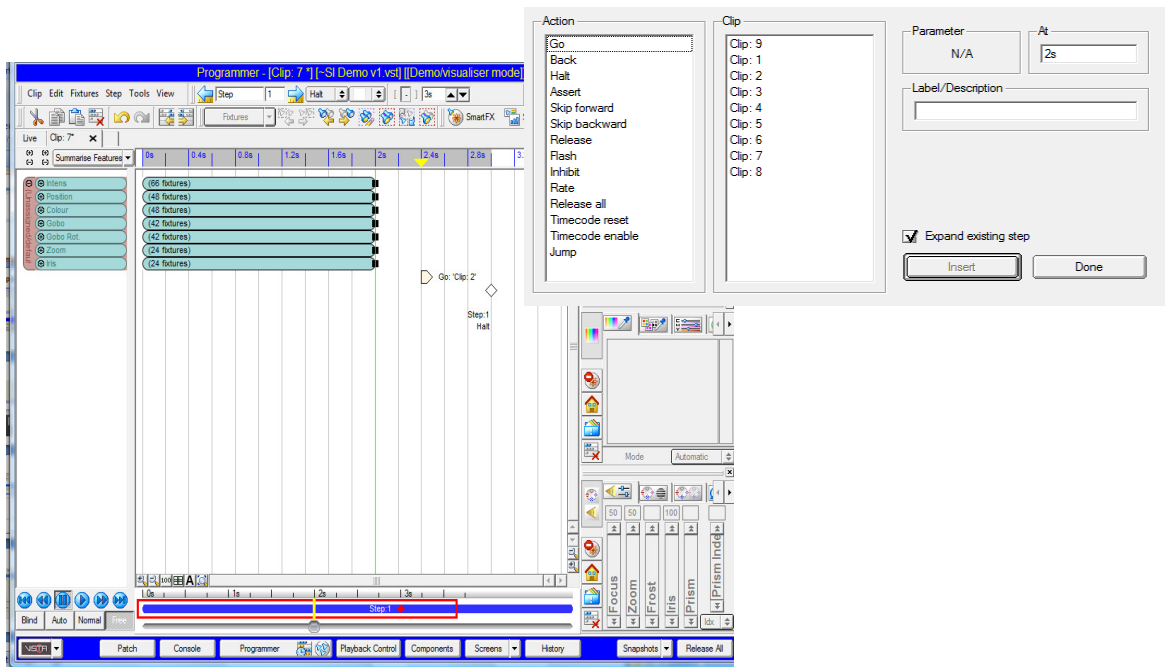 Action
Go
Back
Halt
Assert
Skip forward
Skip backward
Release
Flash
Inhibit
Rate
Release all
Timecode reset
Timecode enable
Jump
Clip
Clip: 9
Clip: 1
Clip: 2
Clip: 3
Clip: 4
Clip: 5
Clip: 6
Clip: 7
Clip: 8
Parameter
N/A
At
2s
Label/Description
Expand existing step
Insert
Done
Programmer - [Clip: 7 *] [~SI Demo v1.vst] [[Demo/visualiser mode]
Clip Edit Fixtures Step Tools View
Step 1 Halt [ - ] 3s
Fixtures SmartFX
Live Clip: 7*
Summarise Features 0s 0.4s 0.8s 1.2s 1.6s 2s 2.4s 2.8s 3.
Intens (66 fixtures)
Position (48 fixtures)
Colour (48 fixtures)
Gobo (42 fixtures)
Gobo Rot. (42 fixtures)
Zoom (24 fixtures)
Iris (24 fixtures)
Go: 'Clip: 2'
Step:1
Halt
Mode Automatic
50 50 100
Focus
Zoom
Frost
Iris
Prism
Prism Inde
Idx
100 A
0s 1s 2s 3s
Step:1
Blind Auto Normal Free
VISTA Patch Console Programmer Playback Control Components Screens History Snapshots Release All